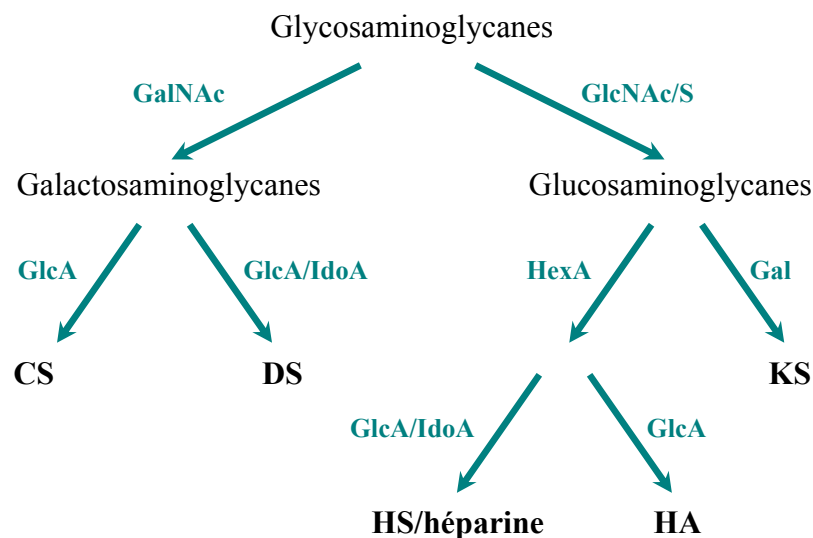 Glycosaminoglycanes
GalNAc
GlcNAc/S
Galactosaminoglycanes
Glucosaminoglycanes
GlcA
GlcA/IdoA
HexA
Gal
CS
DS
KS
GlcA/IdoA
GlcA
HS/héparine
HA